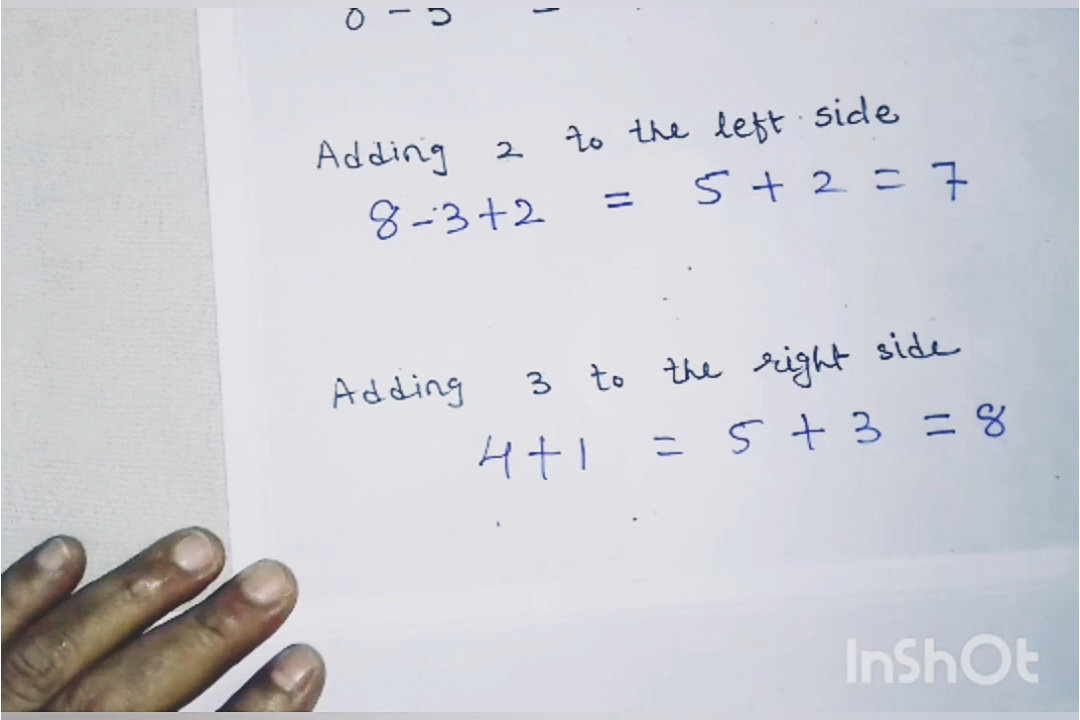 Adding 2 to the left side
8-3+2 = 5 + 2 = 7
Adding 3 to the right side
4+1 = 5 + 3 = 8
InShOt